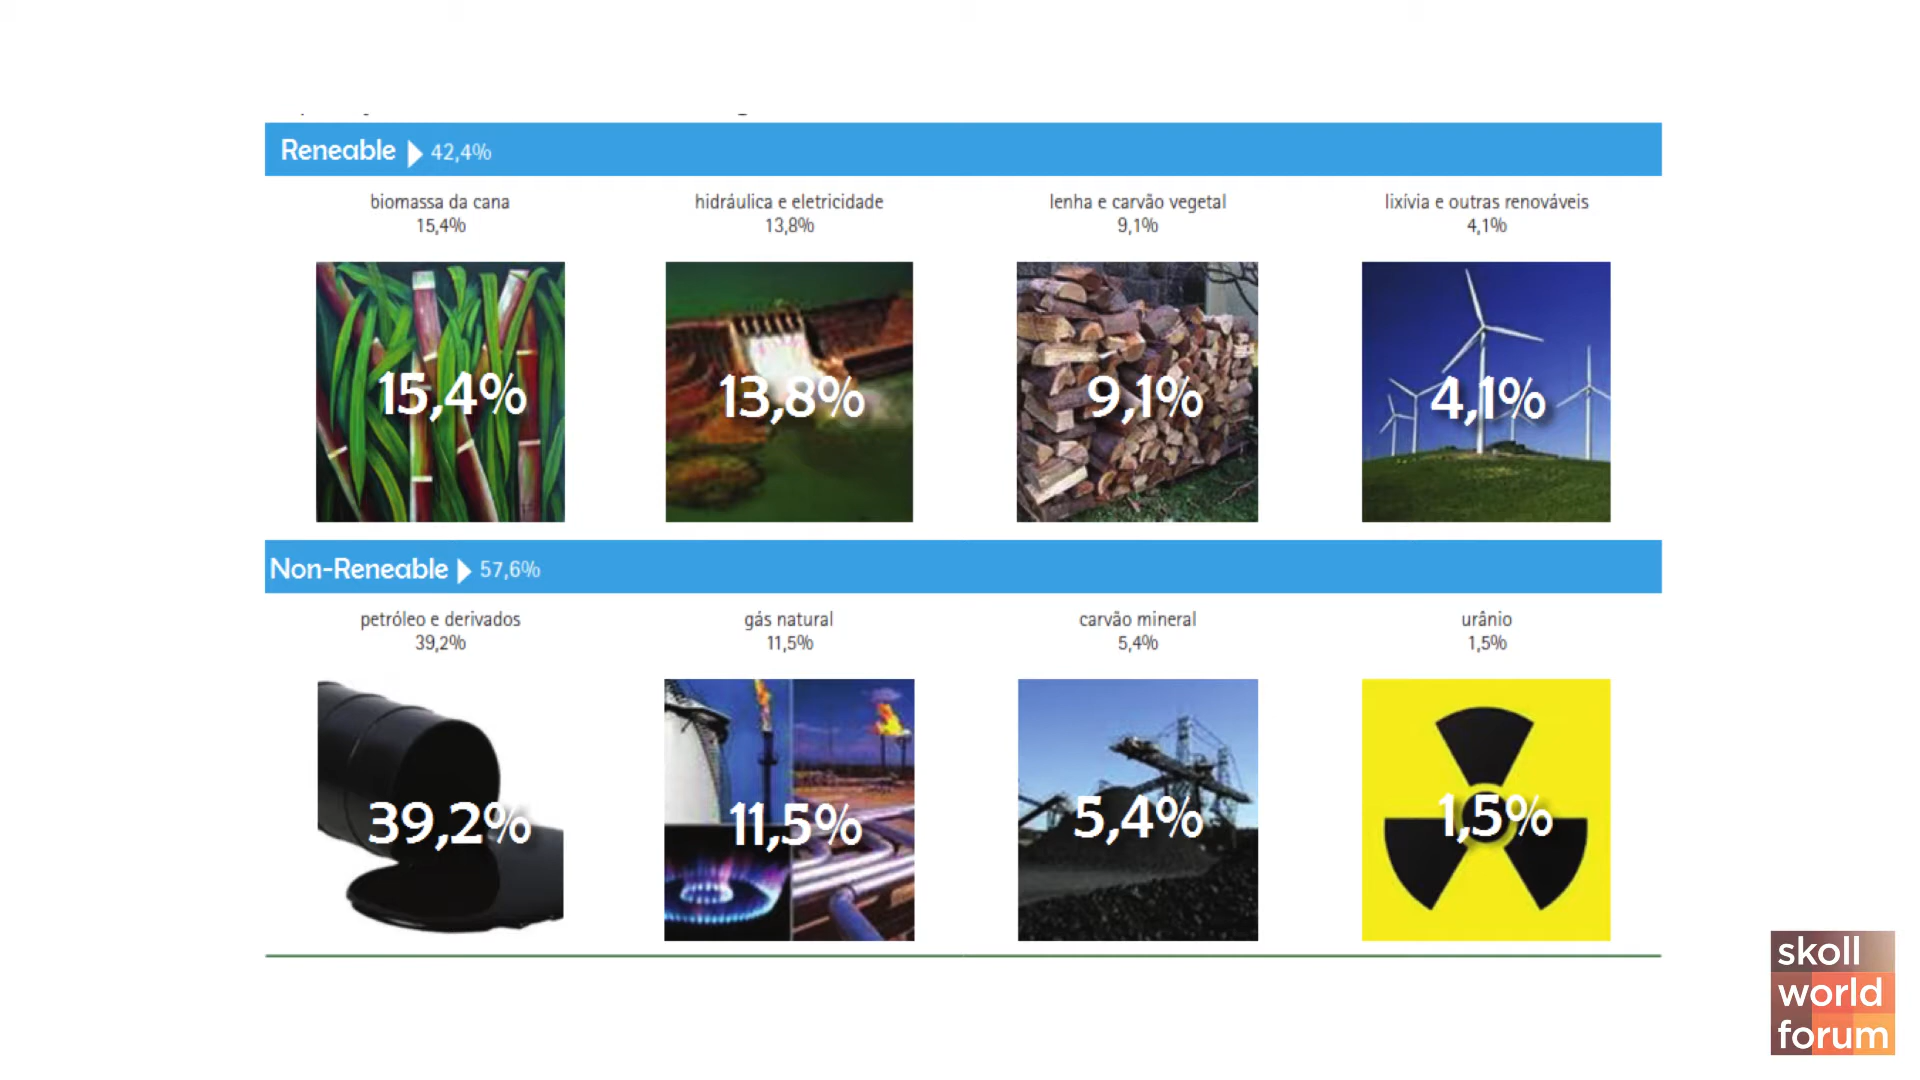 Reneable 42,4%
biomassa da cana
15,4%
hidráulica e eletricidade
13,8%
lenha e carvão vegetal
9,1%
lixívia e outras renováveis
4,1%
15,4%
13,8%
9,1%
4,1%
Non-Reneable 57,6%
petróleo e derivados
39,2%
gás natural
11,5%
carvão mineral
5,4%
urânio
1,5%
39,2%
11,5%
5,4%
1,5%
skoll
world
forum